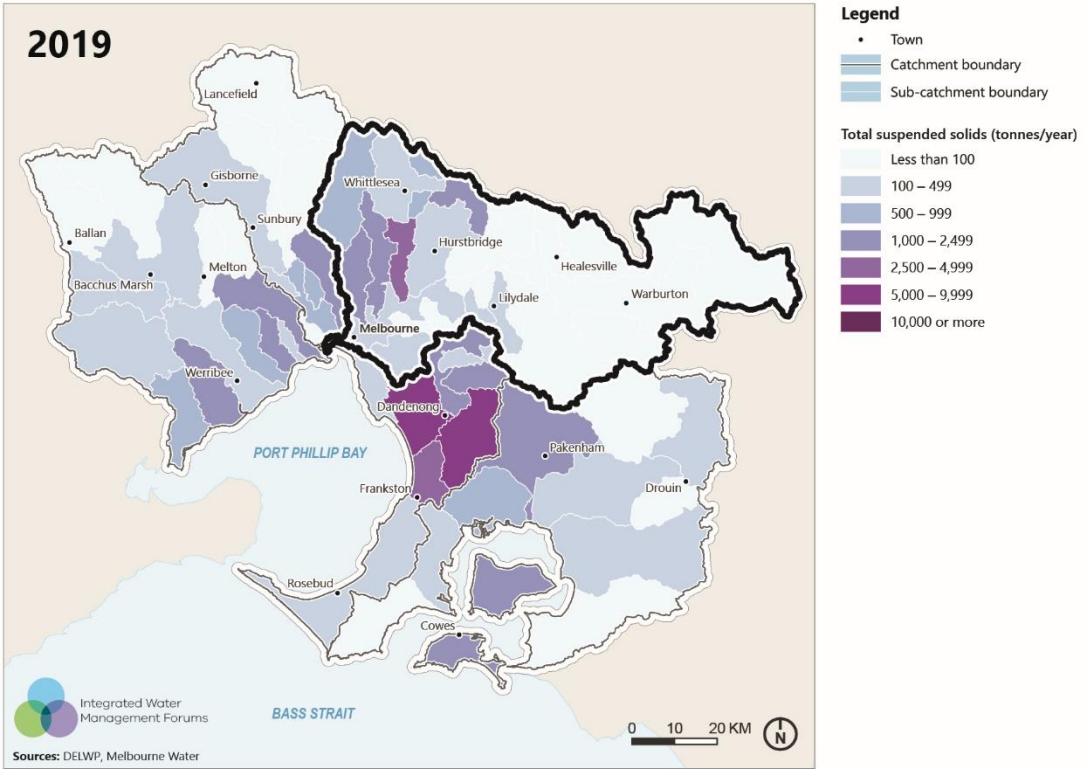 2019
Lancefield
Whittlesea
Gisborne
Sunbury
Ballan
Hurstbridge
Healesville
Melton
Bacchus Marsh
Lilydale
Warburton
Melbourne
Werribee
Dandenong
PORT PHILLIP BAY
Pakenham
Frankston
Drouin
Rosebud
Cowes
BASS STRAIT
Integrated Water
Management Forums
Sources: DELWP, Melbourne Water
0 10 20 KM
N
Legend
Town
Catchment boundary
Sub-catchment boundary
Total suspended solids (tonnes/year)
Less than 100
100 – 499
500 – 999
1,000 – 2,499
2,500 – 4,999
5,000 – 9,999
10,000 or more